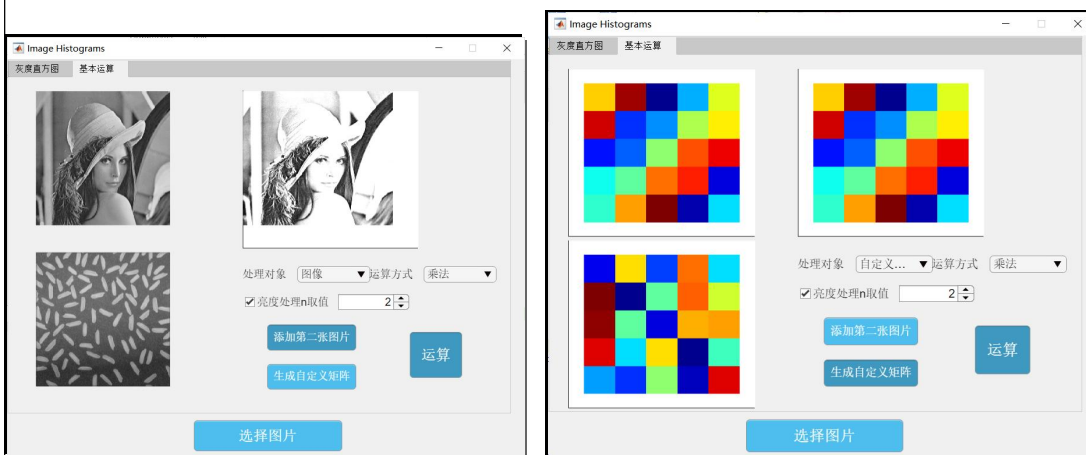 Image Histograms
灰度直方图 基本运算
处理对象 图像 运算方式 乘法
亮度处理n取值 2
添加第二张图片
运算
生成自定义矩阵
选择图片
Image Histograms
灰度直方图 基本运算
处理对象 自定义... 运算方式 乘法
亮度处理n取值 2
添加第二张图片
运算
生成自定义矩阵
选择图片